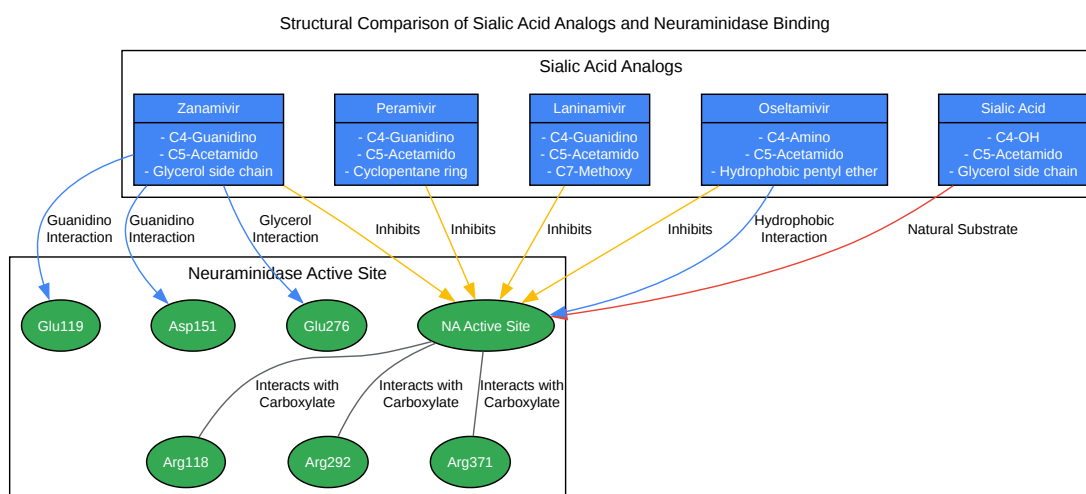 Structural Comparison of Sialic Acid Analogs and Neuraminidase Binding
Sialic Acid Analogs
Zanamivir
- C4-Guanidino
- C5-Acetamido
- Glycerol side chain
Peramivir
- C4-Guanidino
- C5-Acetamido
- Cyclopentane ring
Laninamivir
- C4-Guanidino
- C5-Acetamido
- C7-Methoxy
Oseltamivir
- C4-Amino
- C5-Acetamido
- Hydrophobic pentyl ether
Sialic Acid
- C4-OH
- C5-Acetamido
- Glycerol side chain
Guanidino
Interaction
Guanidino
Interaction
Glycerol
Interaction
Inhibits
Inhibits
Inhibits
Inhibits
Hydrophobic
Interaction
Natural Substrate
Neuraminidase Active Site
Glu119
Asp151
Glu276
NA Active Site
Interacts with
Carboxylate
Interacts with
Carboxylate
Interacts with
Carboxylate
Arg118
Arg292
Arg371